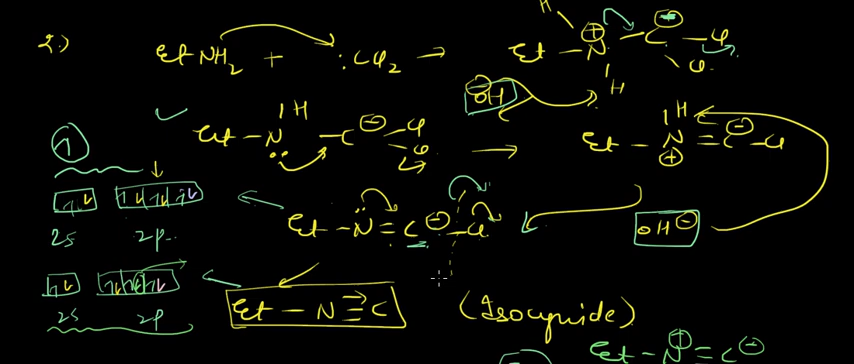 2.) EtNH2 + :CCl2 → Et – N⊕ – C⊖ – Cl
H
H
Cl
OH⊖
Et – N – C⊖ – Cl → Et – N⊕ = C⊖ – Cl
H
Cl
H
1
Et – N̈ = C⊖ – Cl
OH⊖
2s 2p
Et – N ≡ C
(Isocyanide)
2s 2p
Et – N⊕ ≡ C⊖